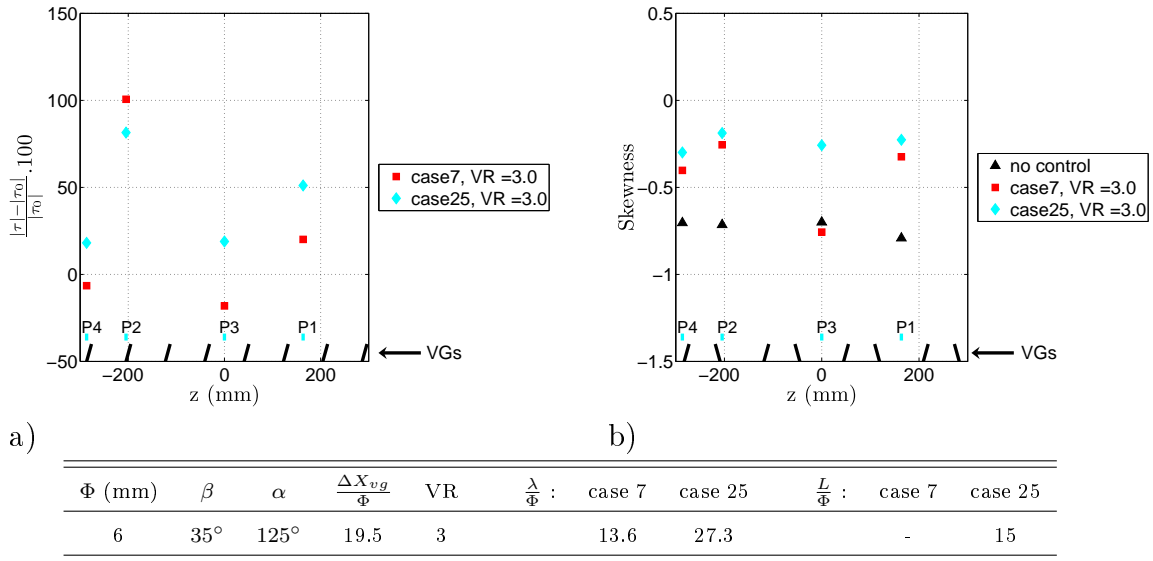 150
100
50
0
−50
|τ|−|τ₀| / |τ₀| .100
−200 0 200
z (mm)
P4 P2 P3 P1
VGs
case7, VR =3.0
case25, VR =3.0
a)
0.5
0
−0.5
−1
−1.5
Skewness
−200 0 200
z (mm)
P4 P2 P3 P1
VGs
no control
case7, VR =3.0
case25, VR =3.0
b)
Φ (mm) β α ΔX_vg/Φ VR λ/Φ : case 7 case 25 L/Φ : case 7 case 25
6 35° 125° 19.5 3 13.6 27.3 - 15